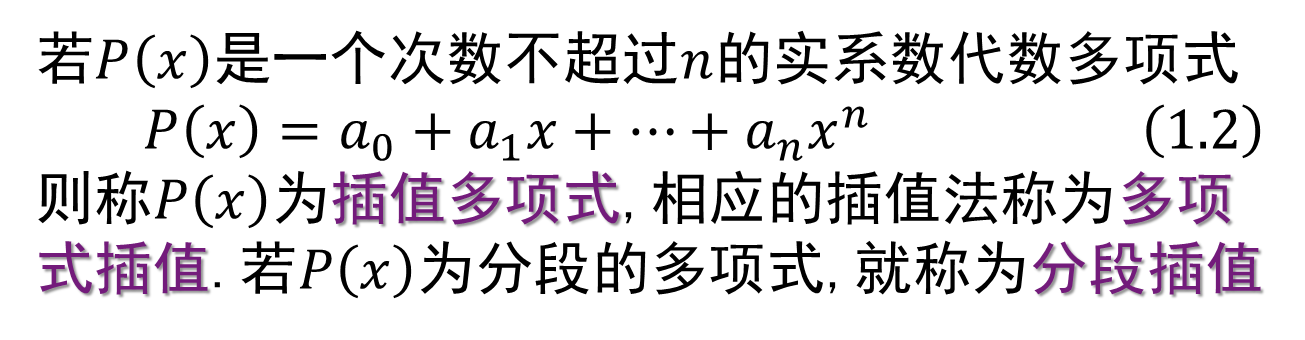 若P(x)是一个次数不超过n的实系数代数多项式
P(x) = a₀ + a₁x + ⋯ + aₙxⁿ (1.2)
则称P(x)为插值多项式, 相应的插值法称为多项
式插值. 若P(x)为分段的多项式, 就称为分段插值